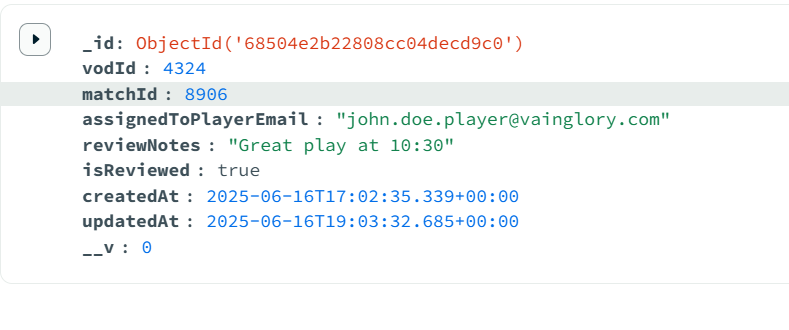 _id: ObjectId('68504e2b22808cc04decd9c0')
vodId : 4324
matchId : 8906
assignedToPlayerEmail : "john.doe.player@vainglory.com"
reviewNotes : "Great play at 10:30"
isReviewed : true
createdAt : 2025-06-16T17:02:35.339+00:00
updatedAt : 2025-06-16T19:03:32.685+00:00
__v : 0